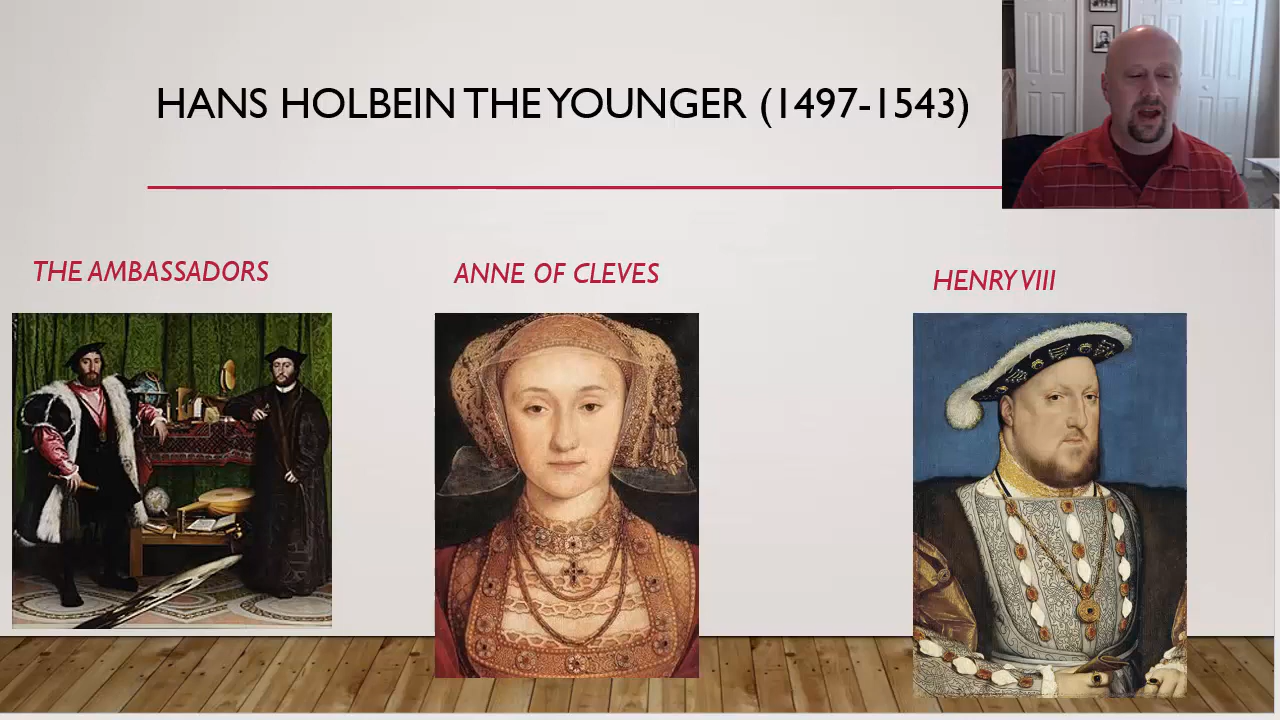 HANS HOLBEIN THE YOUNGER (1497-1543)
THE AMBASSADORS
ANNE OF CLEVES
HENRY VIII